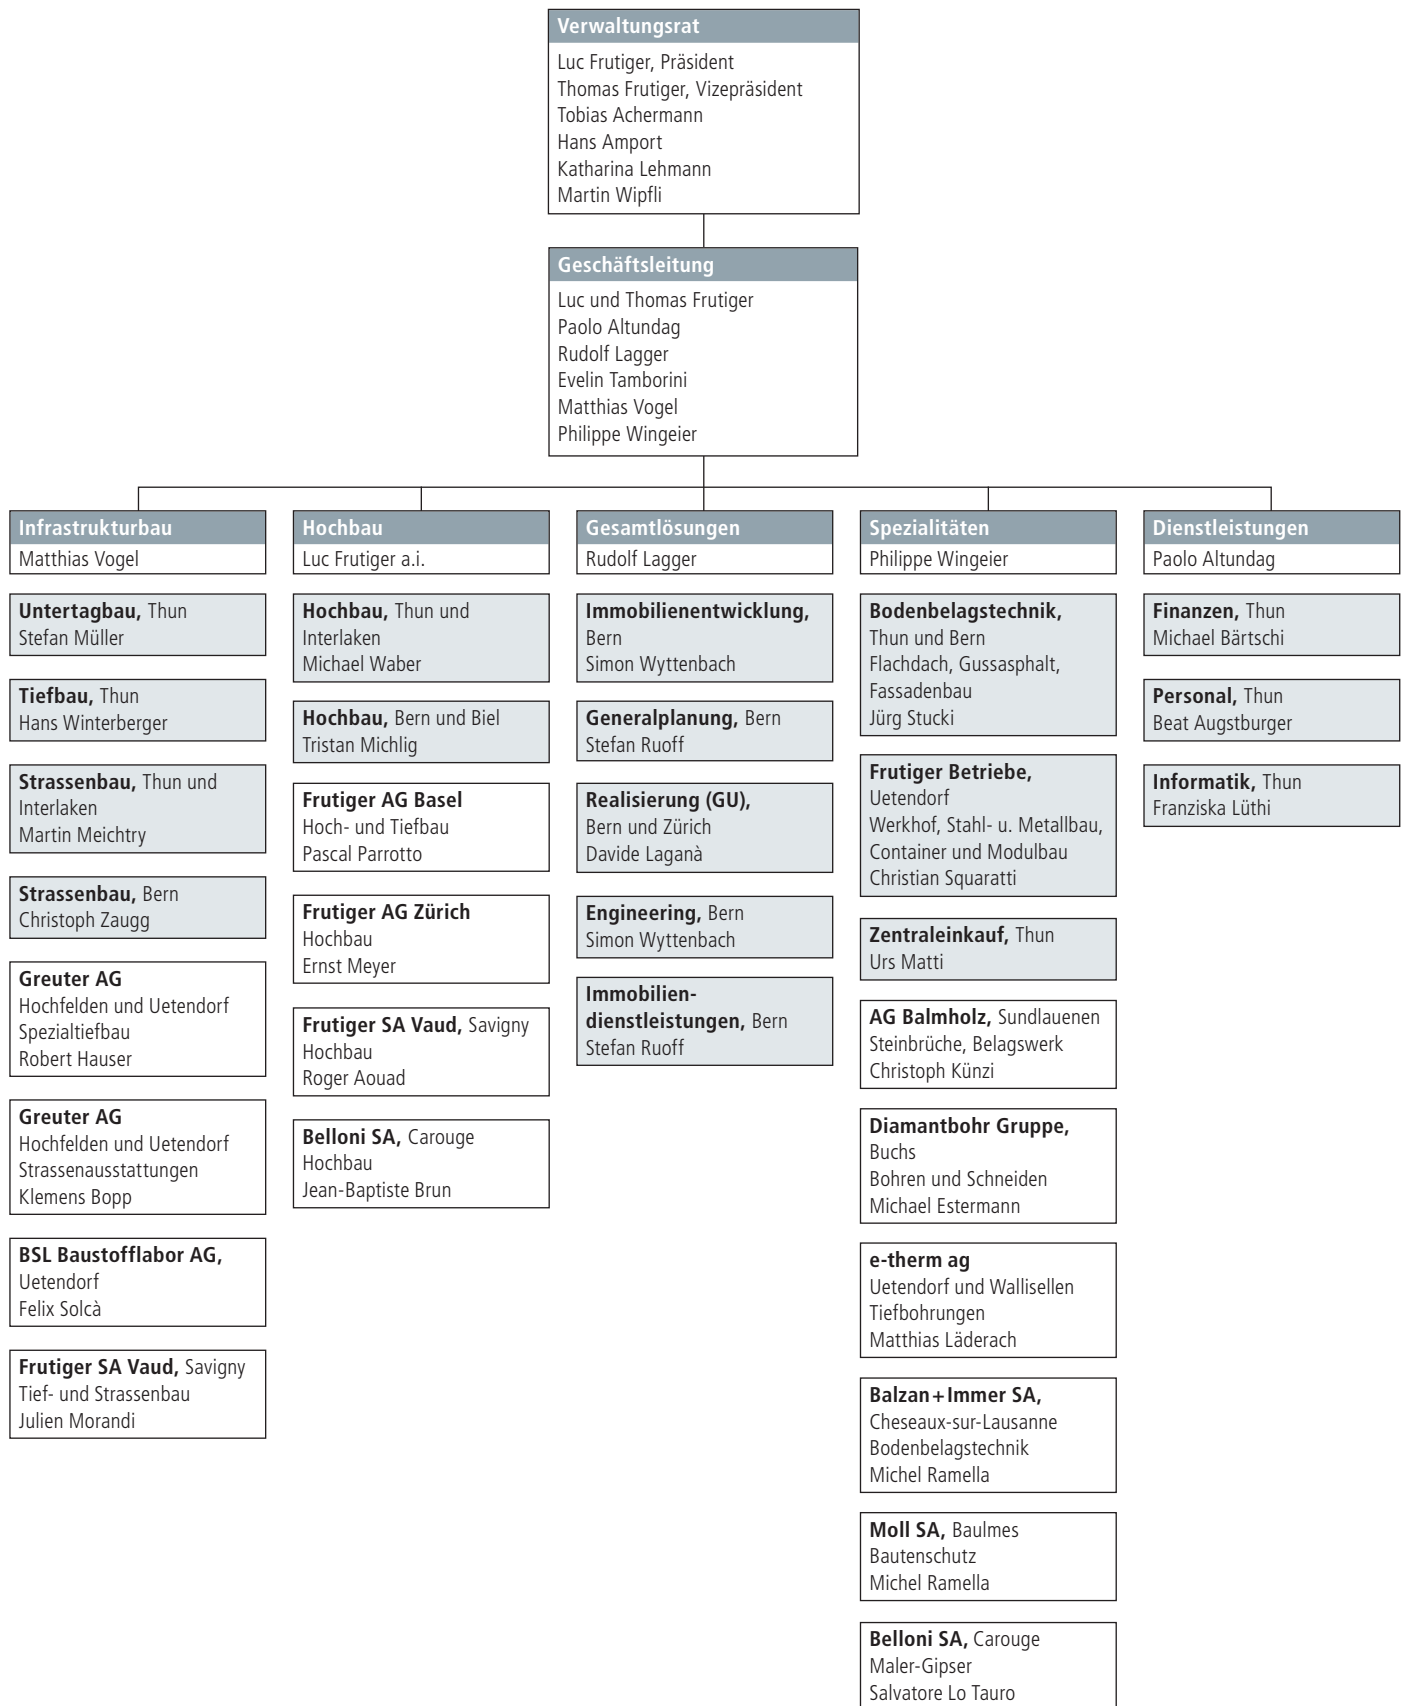 Verwaltungsrat
Luc Frutiger, Präsident
Thomas Frutiger, Vizepräsident
Tobias Achermann
Hans Amport
Katharina Lehmann
Martin Wipfli
Geschäftsleitung
Luc und Thomas Frutiger
Paolo Altundag
Rudolf Lagger
Evelin Tamborini
Matthias Vogel
Philippe Wingeier
Infrastrukturbau
Matthias Vogel
Untertagbau, Thun
Stefan Müller
Tiefbau, Thun
Hans Winterberger
Strassenbau, Thun und
Interlaken
Martin Meichtry
Strassenbau, Bern
Christoph Zaugg
Greuter AG
Hochfelden und Uetendorf
Spezialtiefbau
Robert Hauser
Greuter AG
Hochfelden und Uetendorf
Strassenausstattungen
Klemens Bopp
BSL Baustofflabor AG,
Uetendorf
Felix Solcà
Frutiger SA Vaud, Savigny
Tief- und Strassenbau
Julien Morandi
Hochbau
Luc Frutiger a.i.
Hochbau, Thun und
Interlaken
Michael Waber
Hochbau, Bern und Biel
Tristan Michlig
Frutiger AG Basel
Hoch- und Tiefbau
Pascal Parrotto
Frutiger AG Zürich
Hochbau
Ernst Meyer
Frutiger SA Vaud, Savigny
Hochbau
Roger Aouad
Belloni SA, Carouge
Hochbau
Jean-Baptiste Brun
Gesamtlösungen
Rudolf Lagger
Immobilienentwicklung,
Bern
Simon Wyttenbach
Generalplanung, Bern
Stefan Ruoff
Realisierung (GU),
Bern und Zürich
Davide Laganà
Engineering, Bern
Simon Wyttenbach
Immobilien-
dienstleistungen, Bern
Stefan Ruoff
Spezialitäten
Philippe Wingeier
Bodenbelagstechnik,
Thun und Bern
Flachdach, Gussasphalt,
Fassadenbau
Jürg Stucki
Frutiger Betriebe,
Uetendorf
Werkhof, Stahl- u. Metallbau,
Container und Modulbau
Christian Squaratti
Zentraleinkauf, Thun
Urs Matti
AG Balmholz, Sundlauenen
Steinbrüche, Belagswerk
Christoph Künzi
Diamantbohr Gruppe,
Buchs
Bohren und Schneiden
Michael Estermann
e-therm ag
Uetendorf und Wallisellen
Tiefbohrungen
Matthias Läderach
Balzan+Immer SA,
Cheseaux-sur-Lausanne
Bodenbelagstechnik
Michel Ramella
Moll SA, Baulmes
Bautenschutz
Michel Ramella
Belloni SA, Carouge
Maler-Gipser
Salvatore Lo Tauro
Dienstleistungen
Paolo Altundag
Finanzen, Thun
Michael Bärtschi
Personal, Thun
Beat Augstburger
Informatik, Thun
Franziska Lüthi